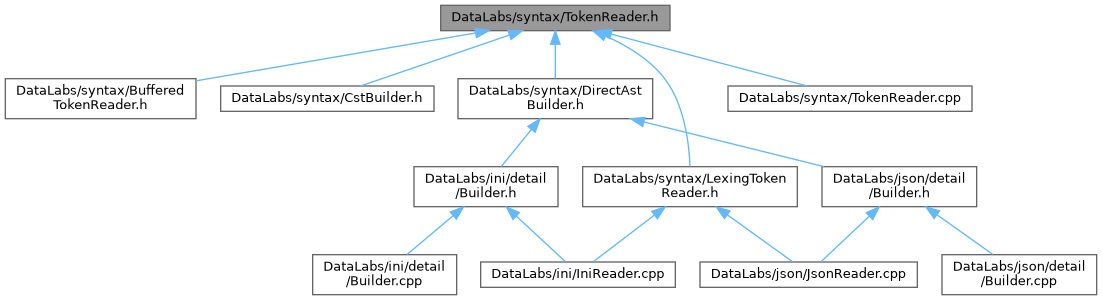 DataLabs/syntax/TokenReader.h
DataLabs/syntax/Buffered
TokenReader.h
DataLabs/syntax/CstBuilder.h
DataLabs/syntax/DirectAst
Builder.h
DataLabs/syntax/TokenReader.cpp
DataLabs/ini/detail
/Builder.h
DataLabs/syntax/LexingToken
Reader.h
DataLabs/json/detail
/Builder.h
DataLabs/ini/detail
/Builder.cpp
DataLabs/ini/IniReader.cpp
DataLabs/json/JsonReader.cpp
DataLabs/json/detail
/Builder.cpp